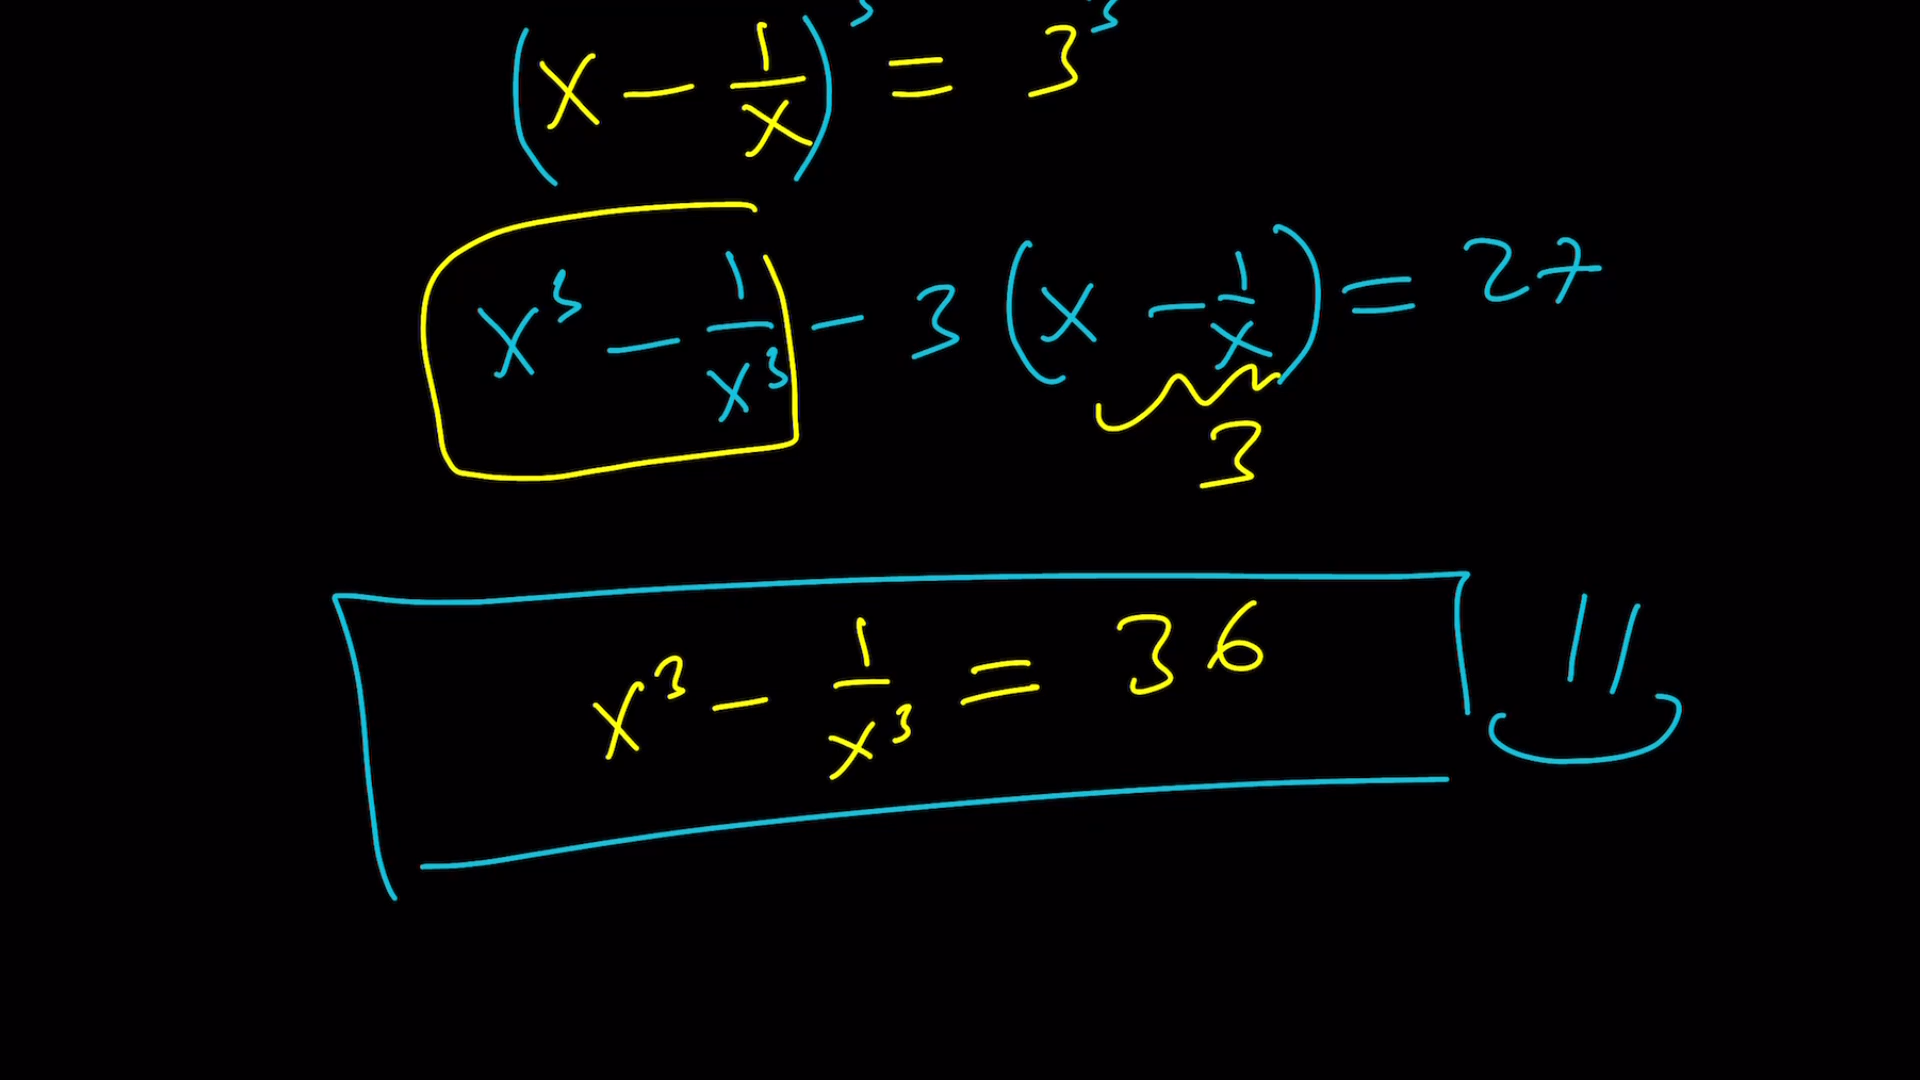 (x - 1/x)³ = 3³
x³ - 1/x³ - 3(x - 1/x) = 27
3
x³ - 1/x³ = 36